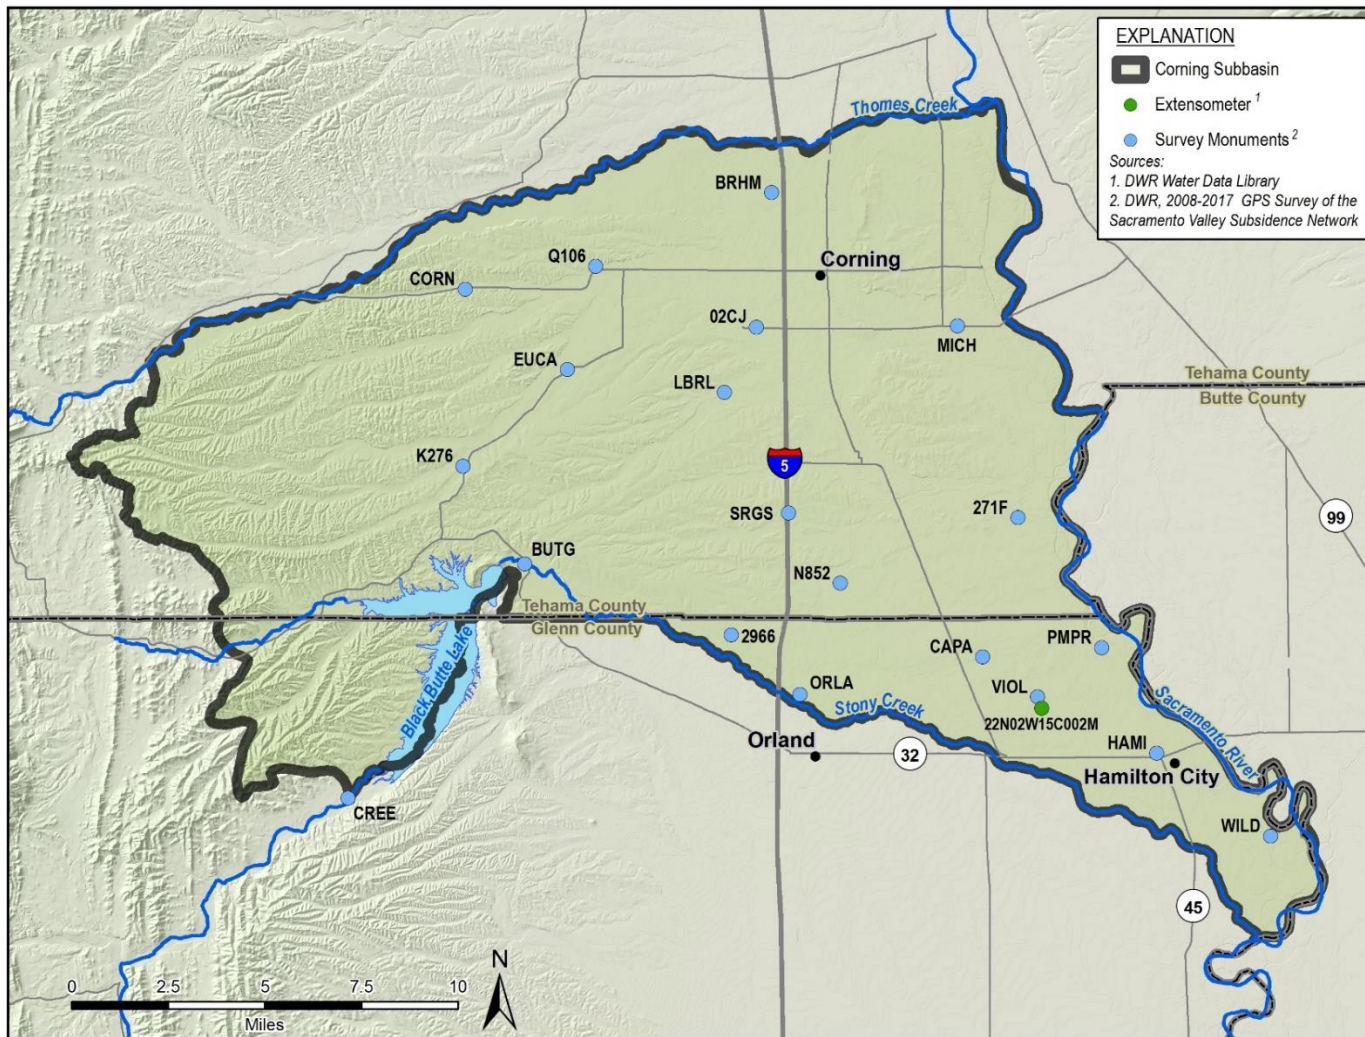 EXPLANATION
Corning Subbasin
Extensometer 1
Survey Monuments 2
Sources:
1. DWR Water Data Library
2. DWR, 2008-2017 GPS Survey of the
Sacramento Valley Subsidence Network
Thomes Creek
BRHM
Q106
Corning
CORN
02CJ
MICH
EUCA
LBRL
Tehama County
Butte County
K276
5
SRGS
271F
99
BUTG
N852
Tehama County
Glenn County
2966
CAPA
PMPR
Black Butte Lake
ORLA
VIOL
Stony Creek
22N02W15C002M
Sacramento River
Orland
32
HAMI
Hamilton City
CREE
WILD
45
N
0 2.5 5 7.5 10
Miles